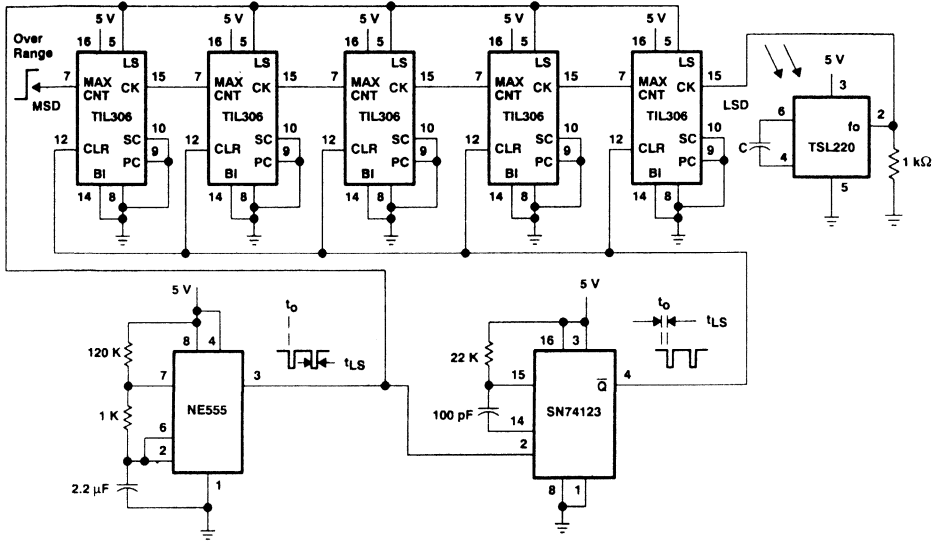 5 V 5 V 5 V 5 V 5 V
Over
Range
16 5 16 5 16 5 16 5 16 5
LS LS LS LS LS
7 MAX CNT CK 15 7 MAX CNT CK 15 7 MAX CNT CK 15 7 MAX CNT CK 15 7 MAX CNT CK 15
MSD
LSD
TIL306 TIL306 TIL306 TIL306 TIL306
12 CLR SC 10 12 CLR SC 10 12 CLR SC 10 12 CLR SC 10 12 CLR SC 10
PC 9 PC 9 PC 9 PC 9 PC 9
BI BI BI BI BI
14 8 14 8 14 8 14 8 14 8
5 V
3
6 fo 2
C TSL220
4
5
1 kΩ
5 V
8 4
120 K
7 3
1 K NE555
6
2
2.2 μF
1
to
tLS
5 V
16 3
22 K
15 Q̅ 4
100 pF SN74123
14
2
8 1
to
tLS